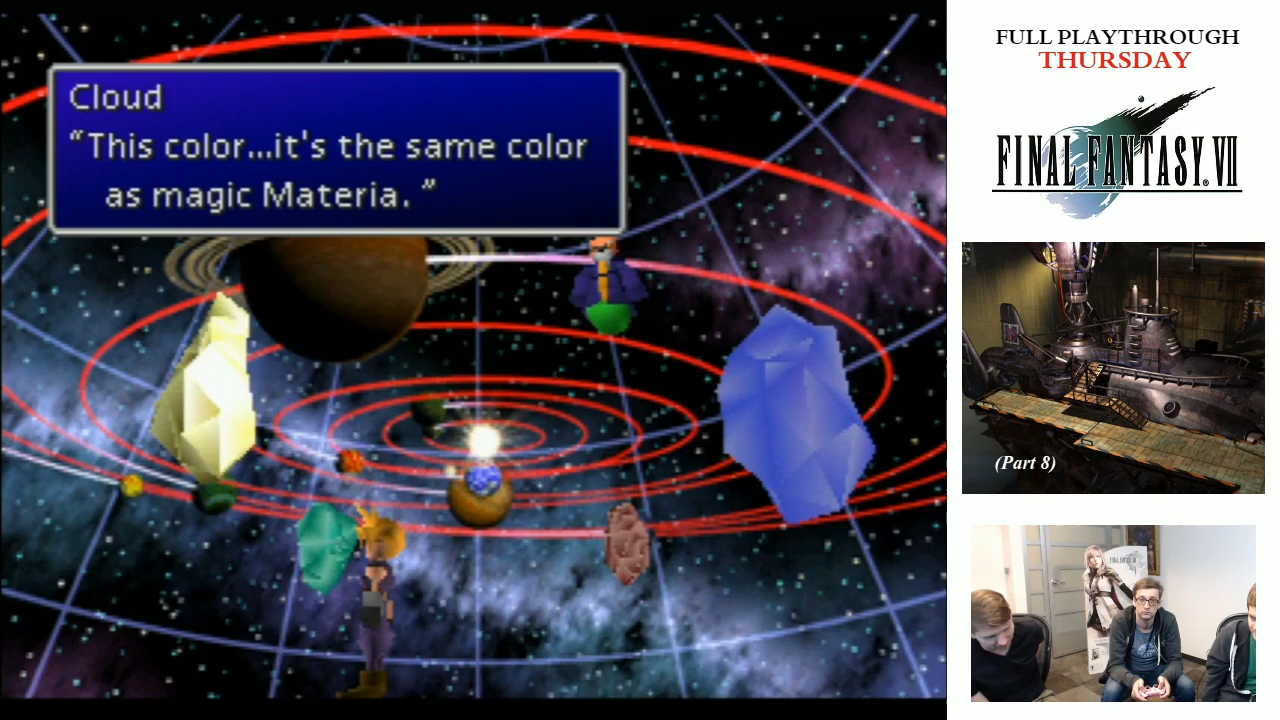 Cloud
“This color...it's the same color
as magic Materia.”
FULL PLAYTHROUGH
THURSDAY
FINAL FANTASY® VII
(Part 8)